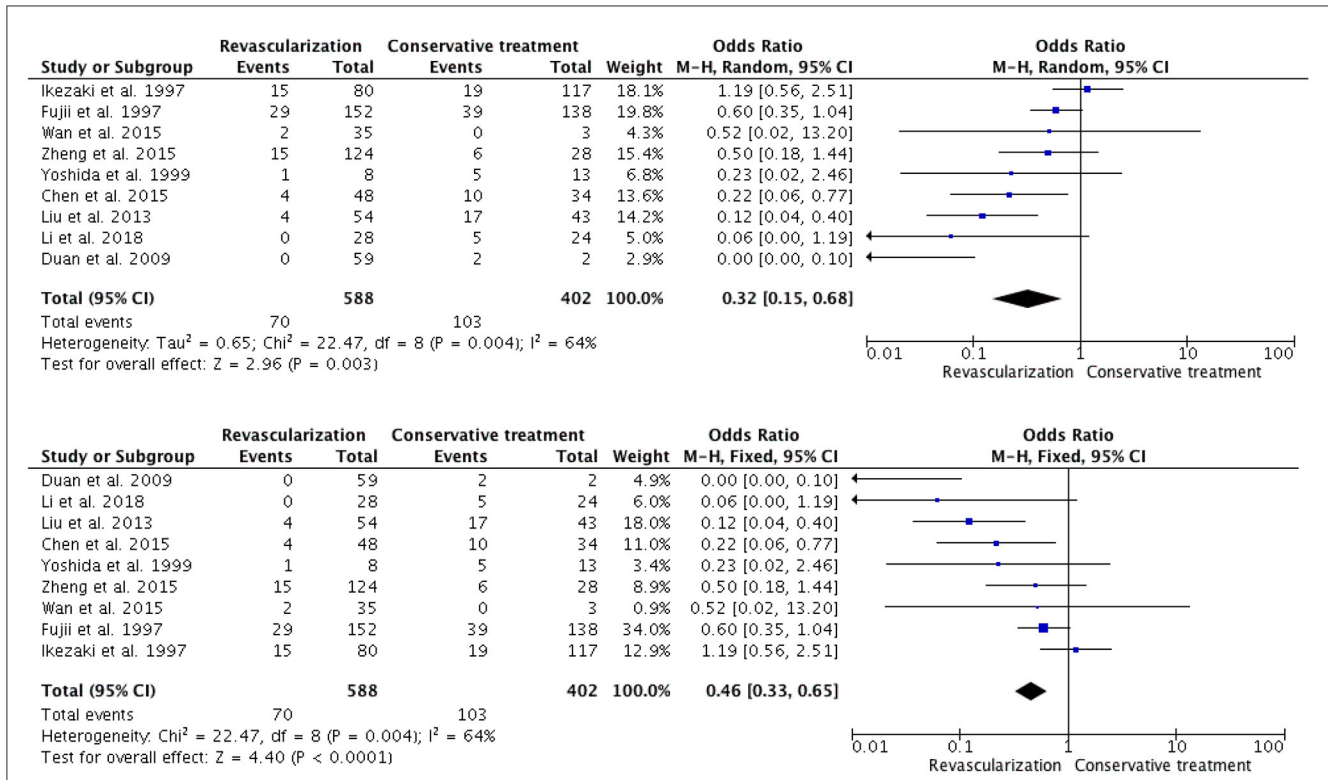 Revascularization Conservative treatment Odds Ratio Odds Ratio
Study or Subgroup Events Total Events Total Weight M-H, Random, 95% CI M-H, Random, 95% CI
Ikezaki et al. 1997 15 80 19 117 18.1% 1.19 [0.56, 2.51]
Fujii et al. 1997 29 152 39 138 19.8% 0.60 [0.35, 1.04]
Wan et al. 2015 2 35 0 3 4.3% 0.52 [0.02, 13.20]
Zheng et al. 2015 15 124 6 28 15.4% 0.50 [0.18, 1.44]
Yoshida et al. 1999 1 8 5 13 6.8% 0.23 [0.02, 2.46]
Chen et al. 2015 4 48 10 34 13.6% 0.22 [0.06, 0.77]
Liu et al. 2013 4 54 17 43 14.2% 0.12 [0.04, 0.40]
Li et al. 2018 0 28 5 24 5.0% 0.06 [0.00, 1.19]
Duan et al. 2009 0 59 2 2 2.9% 0.00 [0.00, 0.10]
Total (95% CI) 588 402 100.0% 0.32 [0.15, 0.68]
Total events 70 103
Heterogeneity: Tau² = 0.65; Chi² = 22.47, df = 8 (P = 0.004); I² = 64%
Test for overall effect: Z = 2.96 (P = 0.003)
0.01 0.1 1 10 100
Revascularization Conservative treatment
Revascularization Conservative treatment Odds Ratio Odds Ratio
Study or Subgroup Events Total Events Total Weight M-H, Fixed, 95% CI M-H, Fixed, 95% CI
Duan et al. 2009 0 59 2 2 4.9% 0.00 [0.00, 0.10]
Li et al. 2018 0 28 5 24 6.0% 0.06 [0.00, 1.19]
Liu et al. 2013 4 54 17 43 18.0% 0.12 [0.04, 0.40]
Chen et al. 2015 4 48 10 34 11.0% 0.22 [0.06, 0.77]
Yoshida et al. 1999 1 8 5 13 3.4% 0.23 [0.02, 2.46]
Zheng et al. 2015 15 124 6 28 8.9% 0.50 [0.18, 1.44]
Wan et al. 2015 2 35 0 3 0.9% 0.52 [0.02, 13.20]
Fujii et al. 1997 29 152 39 138 34.0% 0.60 [0.35, 1.04]
Ikezaki et al. 1997 15 80 19 117 12.9% 1.19 [0.56, 2.51]
Total (95% CI) 588 402 100.0% 0.46 [0.33, 0.65]
Total events 70 103
Heterogeneity: Chi² = 22.47, df = 8 (P = 0.004); I² = 64%
Test for overall effect: Z = 4.40 (P < 0.0001)
0.01 0.1 1 10 100
Revascularization Conservative treatment